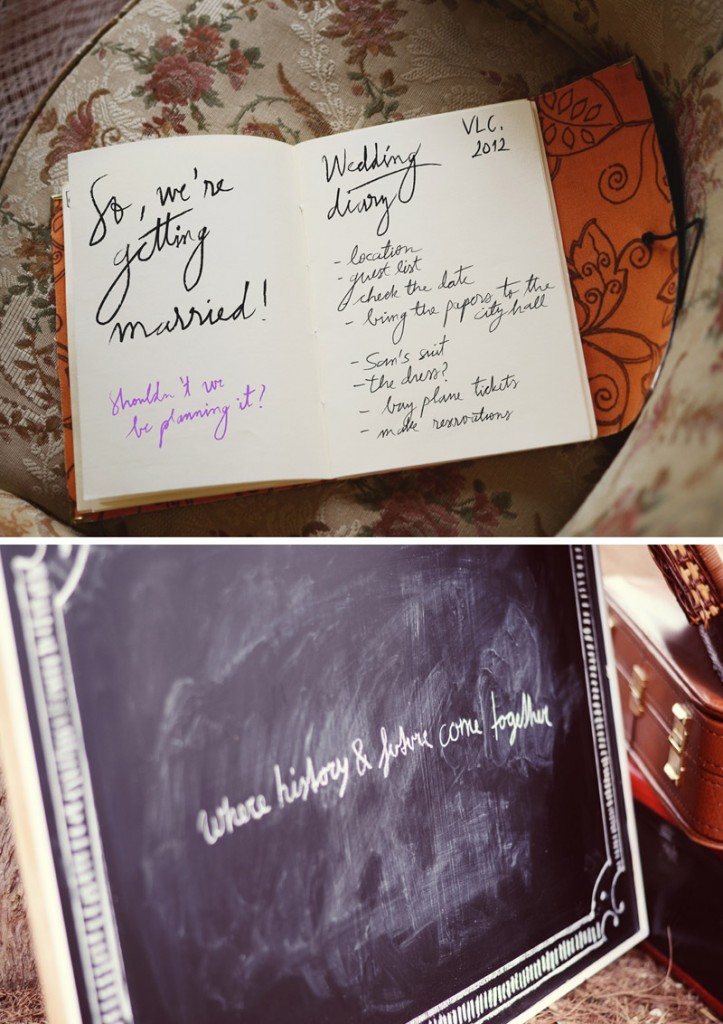 So, we're
getting
married!
Shouldn't we
be planning it?
Wedding
diary
VLC.
2012
- location
- guest list
check the date
- bring the papers to the
city hall
- San's suit
- the dress?
- buy plane tickets
- make
where history & future come together